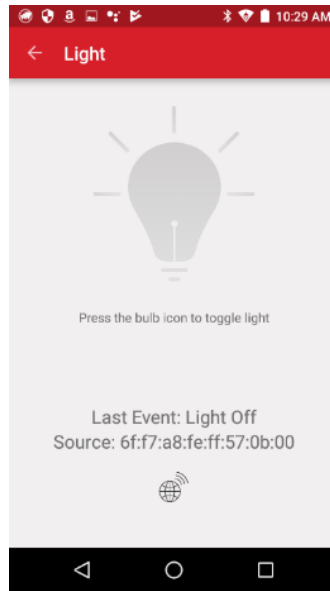 10:29 AM
Light
Press the bulb icon to toggle light
Last Event: Light Off
Source: 6f:f7:a8:fe:ff:57:0b:00